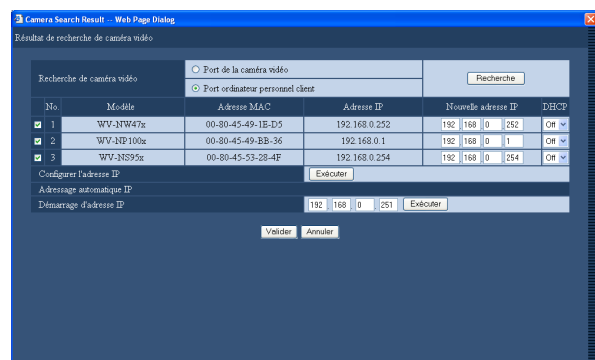 Camera Search Result -- Web Page Dialog
Résultat de recherche de caméra vidéo
Recherche de caméra vidéo
Port de la caméra vidéo
Port ordinateur personnel client
Recherche
No. Modèle Adresse MAC Adresse IP Nouvelle adresse IP DHCP
1 WV-NW47x 00-80-45-49-1E-D5 192.168.0.252 192 . 168 . 0 . 252 Off
2 WV-NP100x 00-80-45-49-BB-36 192.168.0.1 192 . 168 . 0 . 1 Off
3 WV-NS95x 00-80-45-53-28-4F 192.168.0.254 192 . 168 . 0 . 254 Off
Configurer l'adresse IP Exécuter
Adressage automatique IP
Démarrage d'adresse IP 192 . 168 . 0 . 251 Exécuter
Valider Annuler